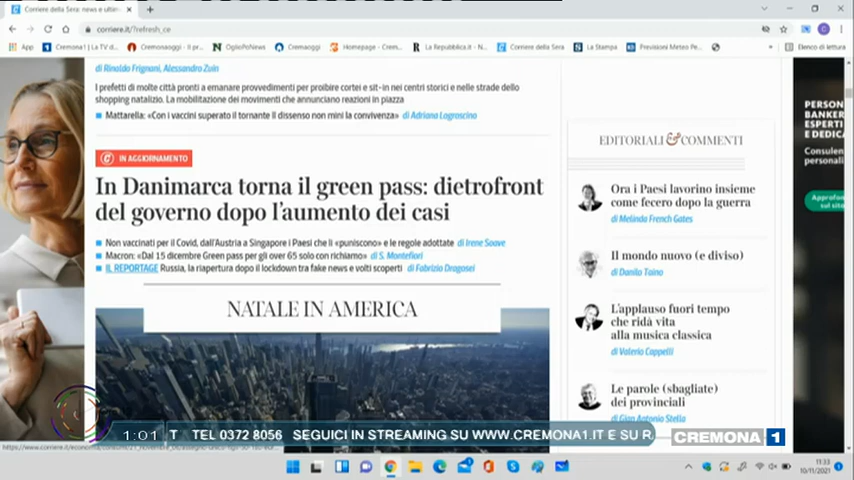 Corriere della Sera: news e ultim
corriere.it/?refresh_ce
App
Cremona1 | La TV d
Cremonaoggi - Il pr...
OglioPoNews
Cremaoggi
Homepage - Crem...
La Repubblica.it - N...
Corriere della Sera
La Stampa
Previsioni Meteo Pe...
Elenco di lettura
di Rinaldo Frignani, Alessandro Zuin
I prefetti di molte città pronti a emanare provvedimenti per proibire cortei e sit-in nei centri storici e nelle strade dello
shopping natalizio. La mobilitazione dei movimenti che annunciano reazioni in piazza
Mattarella: «Con i vaccini superato il tornante Il dissenso non mini la convivenza» di Adriana Logroscino
IN AGGIORNAMENTO
In Danimarca torna il green pass: dietrofront
del governo dopo l'aumento dei casi
Non vaccinati per il Covid, dall'Austria a Singapore i Paesi che li «puniscono» e le regole adottate di Irene Soave
Macron: «Dal 15 dicembre Green pass per gli over 65 solo con richiamo» di S. Montefiori
IL REPORTAGE Russia, la riapertura dopo il lockdown tra fake news e volti scoperti di Fabrizio Dragosei
NATALE IN AMERICA
EDITORIALI & COMMENTI
Ora i Paesi lavorino insieme
come fecero dopo la guerra
di Melinda French Gates
Il mondo nuovo (e diviso)
di Danilo Taino
L'applauso fuori tempo
che ridà vita
alla musica classica
di Valerio Cappelli
Le parole (sbagliate)
dei provinciali
di Gian Antonio Stella
PERSON
BANKER
ESPERTI
E DEDICA
Consulen
personali
Approfon
sul sito
1:01
T TEL 0372 8056 SEGUICI IN STREAMING SU WWW.CREMONA1.IT E SU RA
CREMONA 1
11:33
10/11/2021